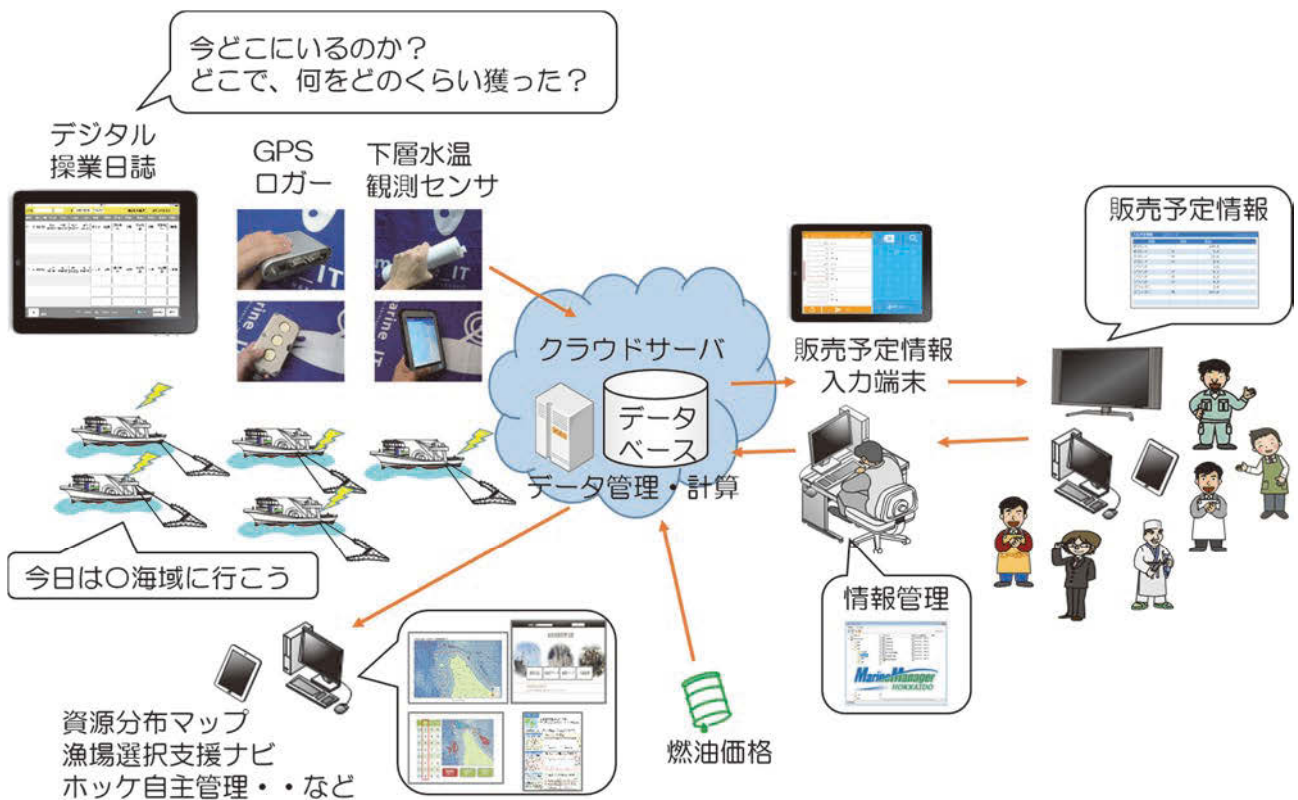 今どこにいるのか？
どこで、何をどのくらい獲った？
デジタル
操業日誌
GPS
ロガー
下層水温
観測センサ
販売予定情報
クラウドサーバ
データ
ベース
データ管理・計算
販売予定情報
入力端末
今日は〇海域に行こう
情報管理
MarineManager
HOKKAIDO
資源分布マップ
漁場選択支援ナビ
ホッケ自主管理・・など
燃油価格